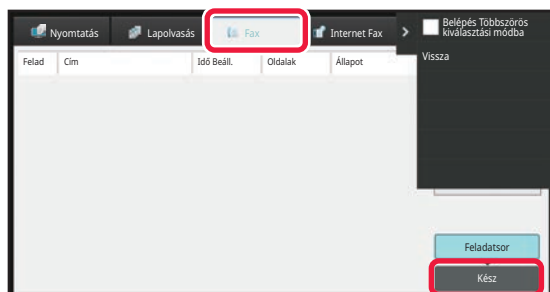 Nyomtatás
Lapolvasás
Fax
Internet Fax
Belépés Többszörös
kiválasztási módba
Vissza
Felad
Cím
Idő Beáll.
Oldalak
Állapot
Feladatsor
Kész